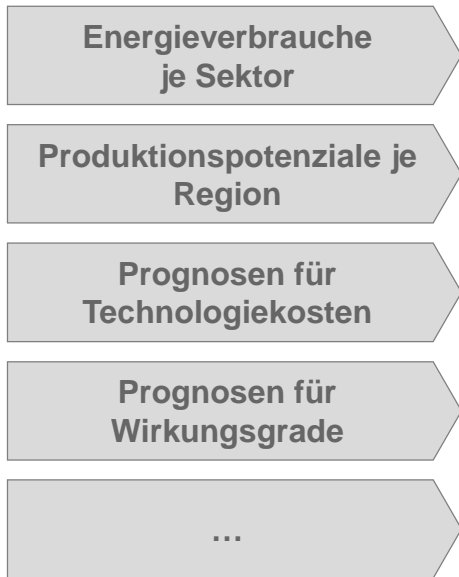 Energieverbrauche
je Sektor
Produktionspotenziale je
Region
Prognosen für
Technologiekosten
Prognosen für
Wirkungsgrade
…